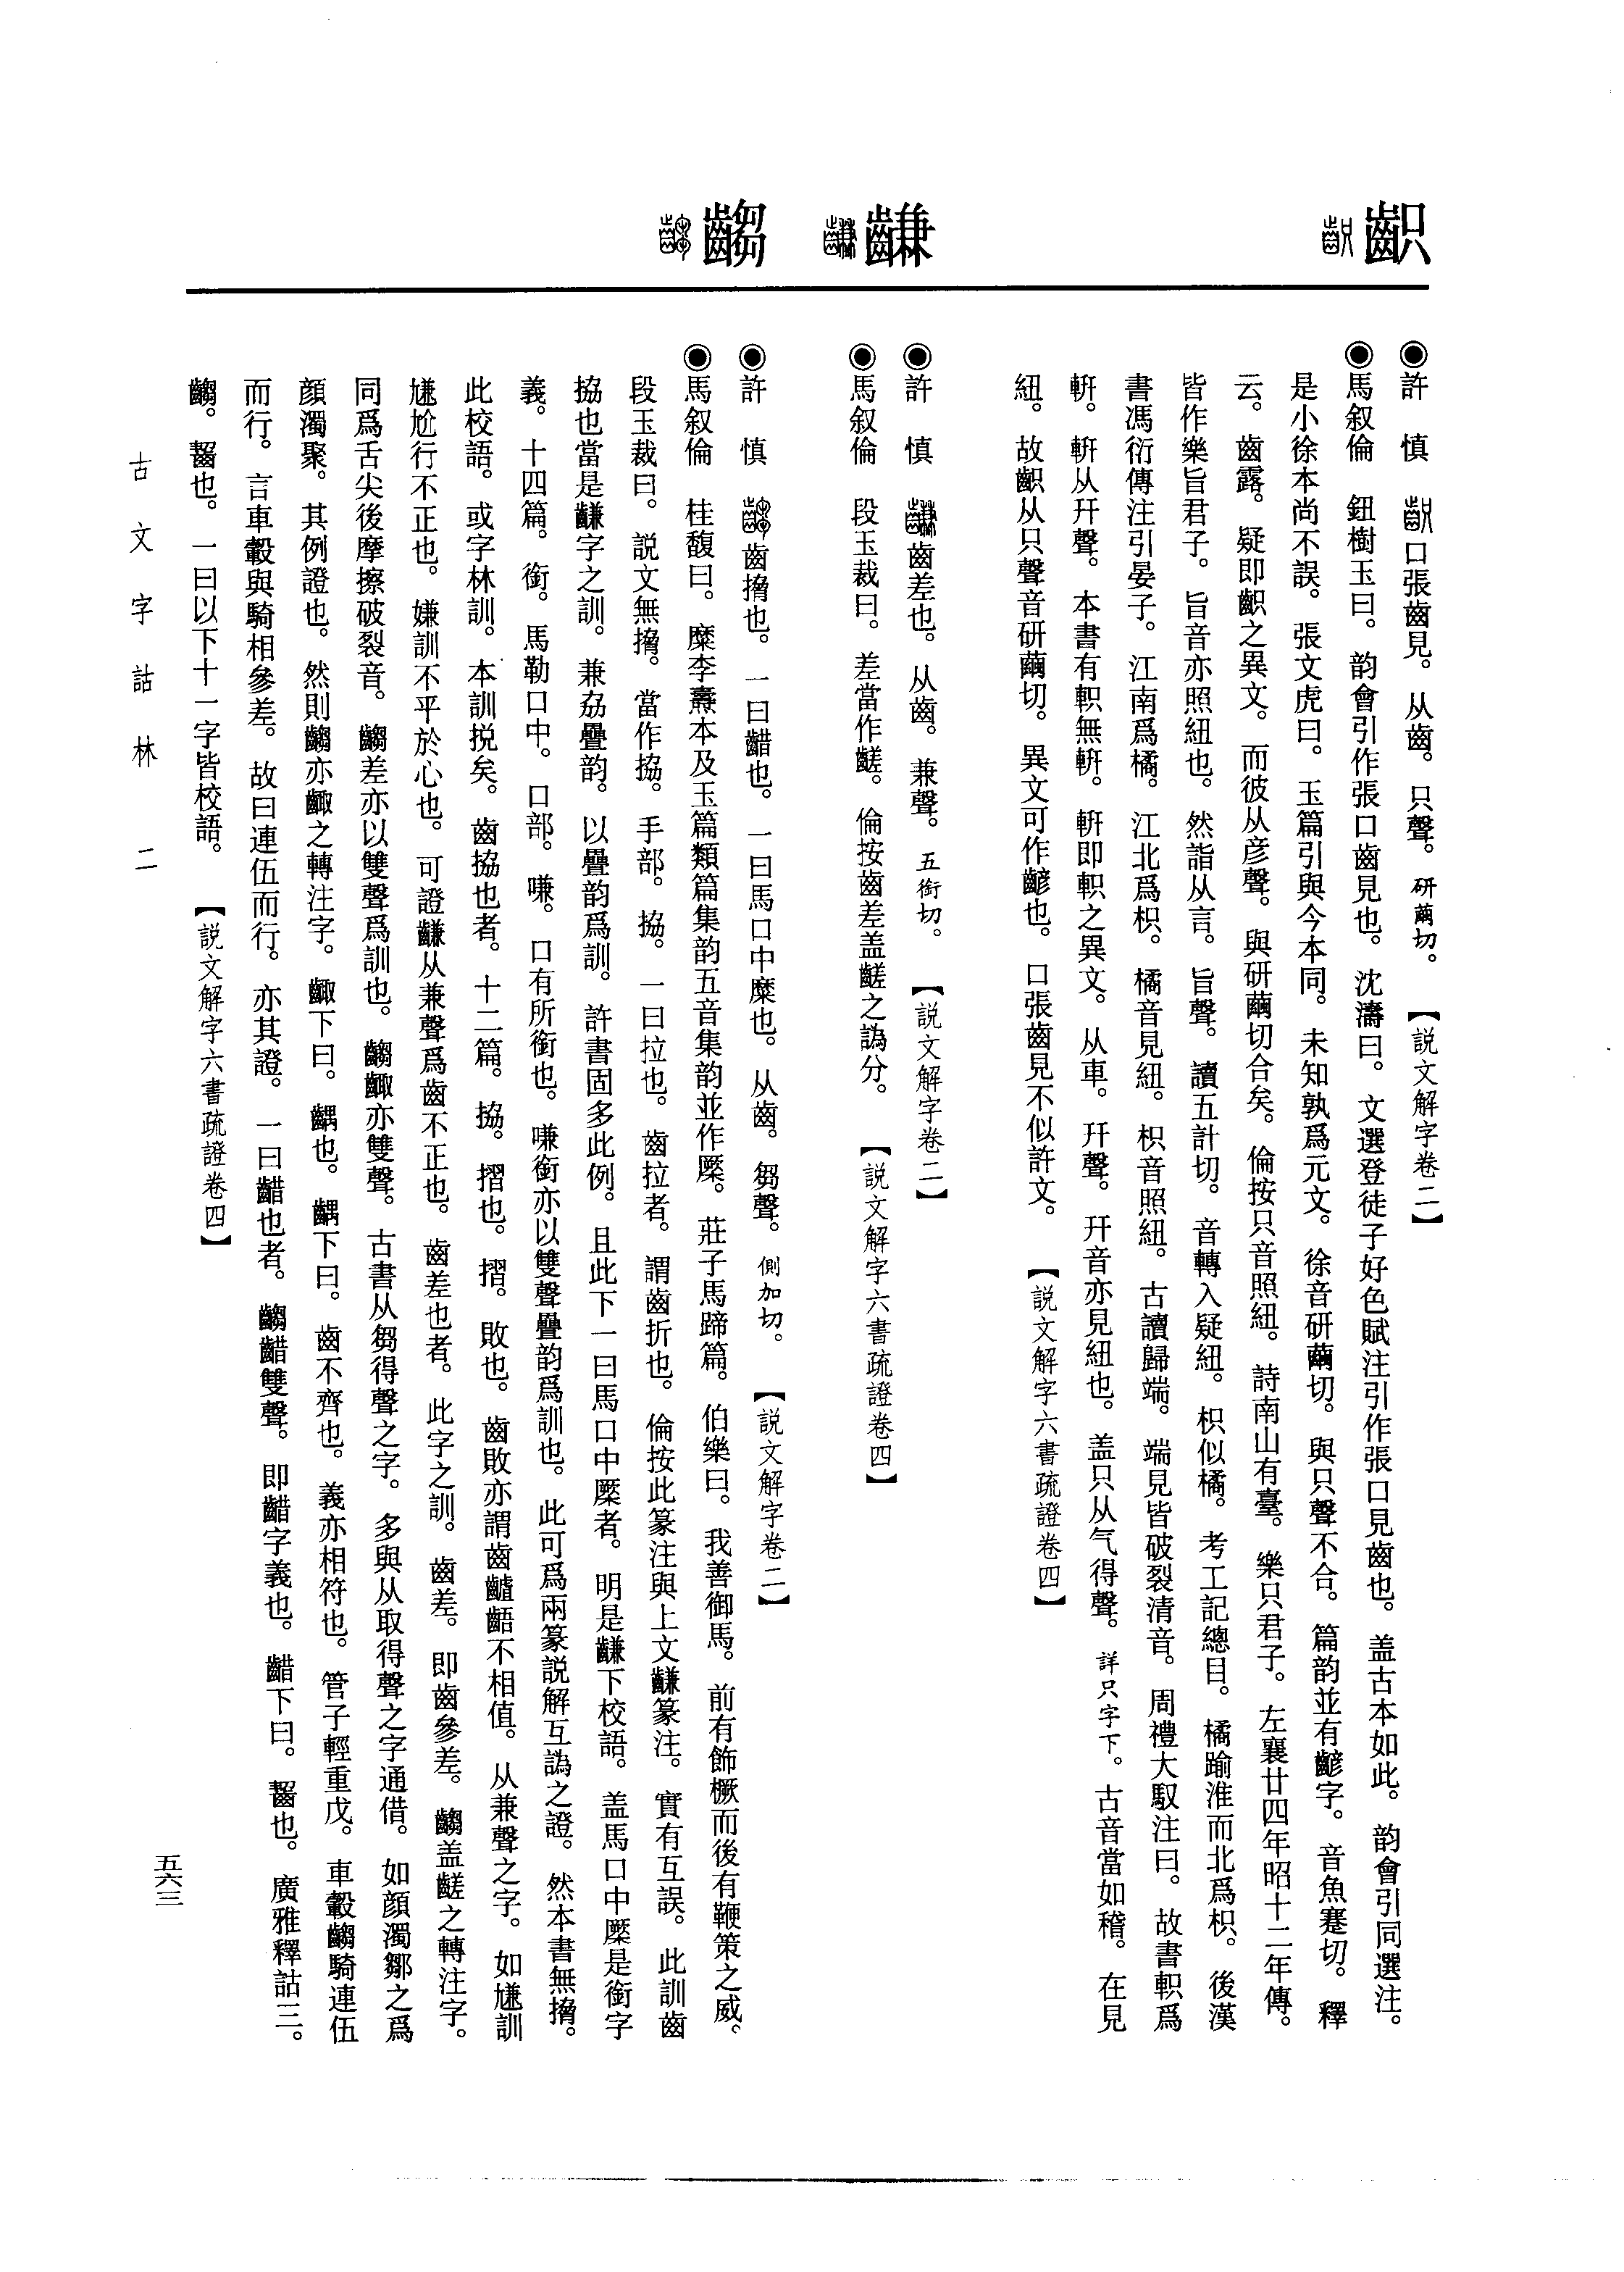 齞
◉許　慎　口張齒見。从齒。只聲。研繭切。【説文解字卷二】
◉馬叙倫　鈕樹玉曰。韵會引作張口齒見也。沈濤曰。文選登徒子好色賦注引作張口見齒也。盖古本如此。韵會引同選注。
是小徐本尚不誤。張文虎曰。玉篇引與今本同。未知孰爲元文。徐音研繭切。與只聲不合。篇韵並有齴字。音魚蹇切。釋
云。齒露。疑即齞之異文。而彼从彦聲。與研繭切合矣。倫按只音照紐。詩南山有臺。樂只君子。左襄廿四年昭十二年傳。
皆作樂旨君子。旨音亦照紐也。然詣从言。旨聲。讀五計切。音轉入疑紐。枳似橘。考工記總目。橘踰淮而北爲枳。後漢
書馮衍傳注引晏子。江南爲橘。江北爲枳。橘音見紐。枳音照紐。古讀歸端。端見皆破裂清音。周禮大馭注曰。故書軹爲
䡓。䡓从幵聲。本書有軹無䡓。䡓即軹之異文。从車。幵聲。幵音亦見紐也。盖只从气得聲。詳只字下。古音當如稽。在見
紐。故齞从只聲音研繭切。異文可作齴也。口張齒見不似許文。【説文解字六書疏證卷四】
䶢
◉許　慎　齒差也。从齒。兼聲。五銜切。【説文解字卷二】
◉馬叙倫　段玉裁曰。差當作齹。倫按齒差盖齹之譌分。【説文解字六書疏證卷四】
齺
◉許　慎　齒搚也。一曰齰也。一曰馬口中糜也。从齒。芻聲。側加切。【説文解字卷二】
◉馬叙倫　桂馥曰。糜李燾本及玉篇類篇集韵五音集韵並作橜。莊子馬蹄篇。伯樂曰。我善御馬。前有飾橛而後有鞭策之威。
段玉裁曰。説文無搚。當作拹。手部。拹。一曰拉也。齒拉者。謂齒折也。倫按此篆注與上文䶢篆注。實有互誤。此訓齒
拹也當是䶢字之訓。兼劦疊韵。以疊韵爲訓。許書固多此例。且此下一曰馬口中橜者。明是䶢下校語。盖馬口中橜是銜字
義。十四篇。銜。馬勒口中。口部。嗛。口有所銜也。嗛銜亦以雙聲疊韵爲訓也。此可爲兩篆説解互譌之證。然本書無搚。
此校語。或字林訓。本訓挩矣。齒拹也者。十二篇。拹。摺也。摺。敗也。齒敗亦謂齒齇齬不相值。从兼聲之字。如尲訓
尲尬行不正也。嫌訓不平於心也。可證䶢从兼聲爲齒不正也。齒差也者。此字之訓。齒差。即齒參差。齺盖齹之轉注字。
同爲舌尖後摩擦破裂音。齺差亦以雙聲爲訓也。齺齱亦雙聲。古書从芻得聲之字。多與从取得聲之字通借。如顔濁鄒之爲
顔濁聚。其例證也。然則齺亦齱之轉注字。齱下曰。齵也。齵下曰。齒不齊也。義亦相符也。管子輕重戊。車轂齺騎連伍
而行。言車轂與騎相參差。故曰連伍而行。亦其證。一曰齰也者。齺齰雙聲。即齰字義也。齰下曰。齧也。廣雅釋詁三。
齺。齧也。一曰以下十一字皆校語。【説文解字六書疏證卷四】
古文字詁林　二
五六三